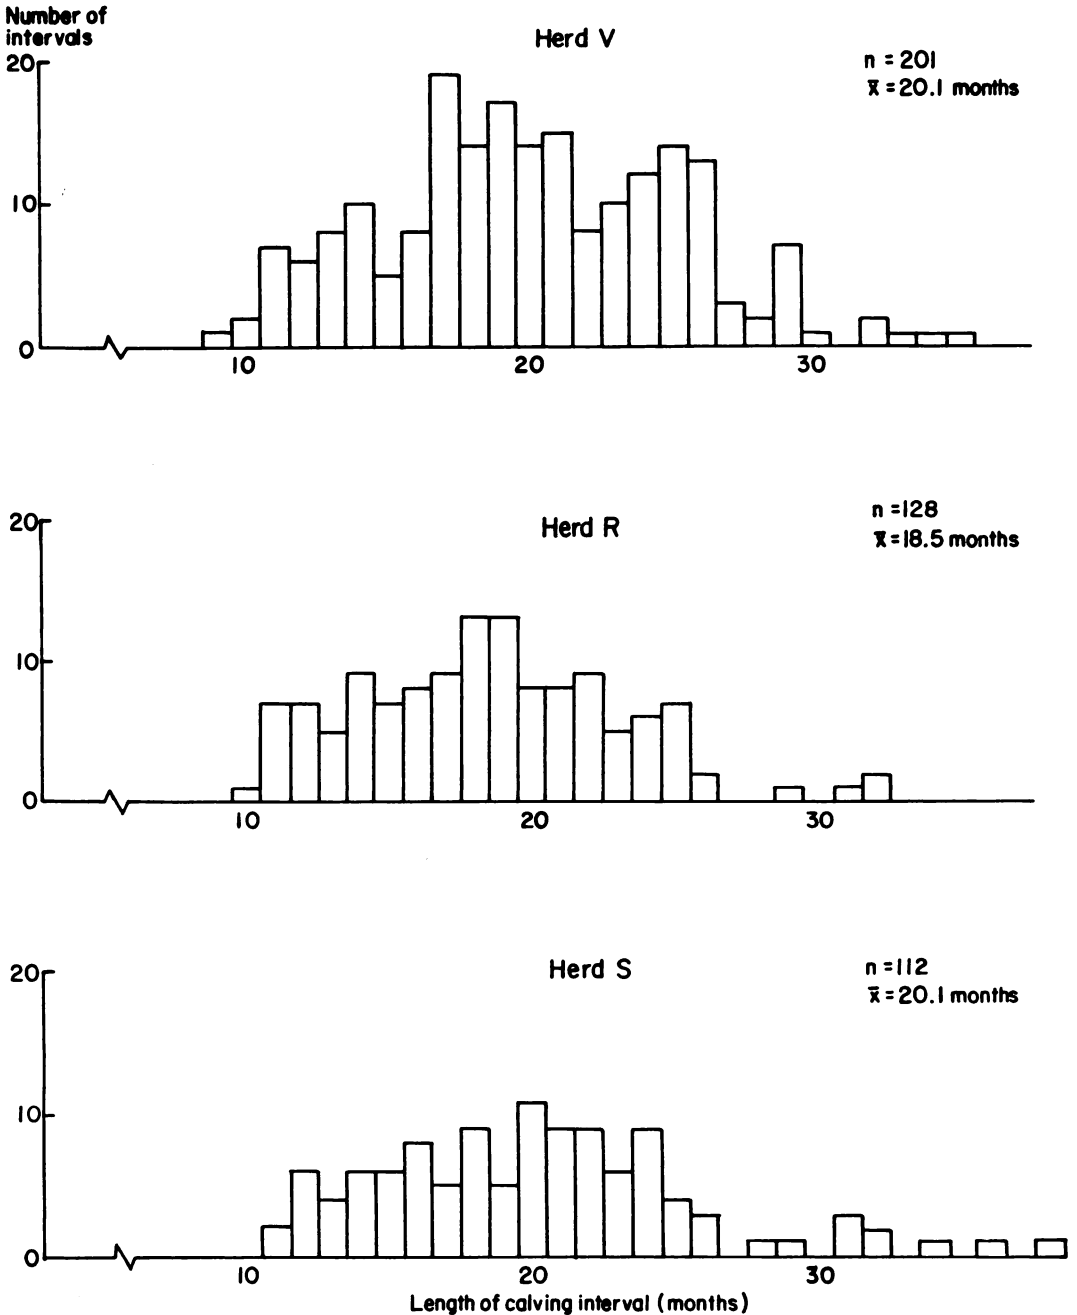 Number of
intervals
Herd V
n = 201
x̄ = 20.1 months
20
10
0
10 20 30
Herd R
n = 128
x̄ = 18.5 months
20
10
0
10 20 30
Herd S
n = 112
x̄ = 20.1 months
20
10
0
10 20 30
Length of calving interval (months)